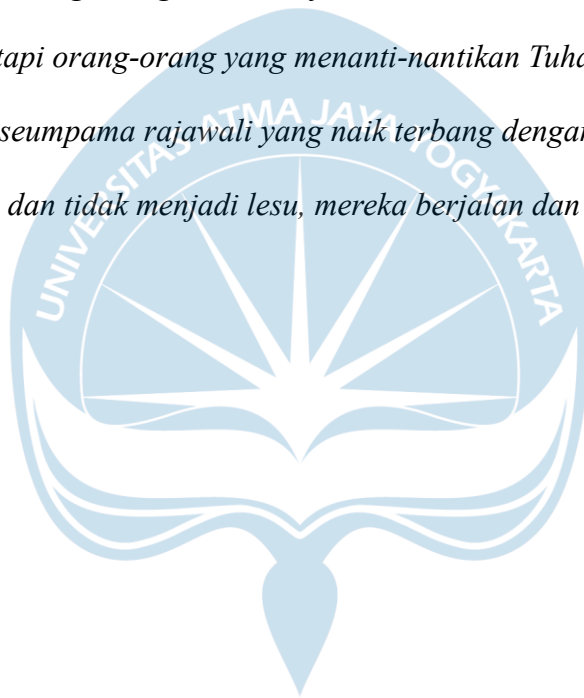 tapi orang-orang yang menanti-nantikan Tuha
seumpama rajawali yang naik terbang dengan
dan tidak menjadi lesu, mereka berjalan dan
UNIVERSITAS ATMA JAYA YOGYAKARTA